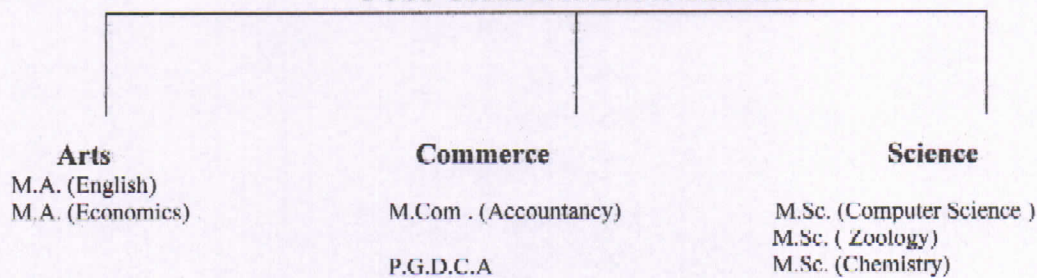 Arts
M.A. (English)
M.A. (Economics)
Commerce
M.Com . (Accountancy)
P.G.D.C.A
Science
M.Sc. (Computer Science )
M.Sc. ( Zoology)
M.Sc. (Chemistry)